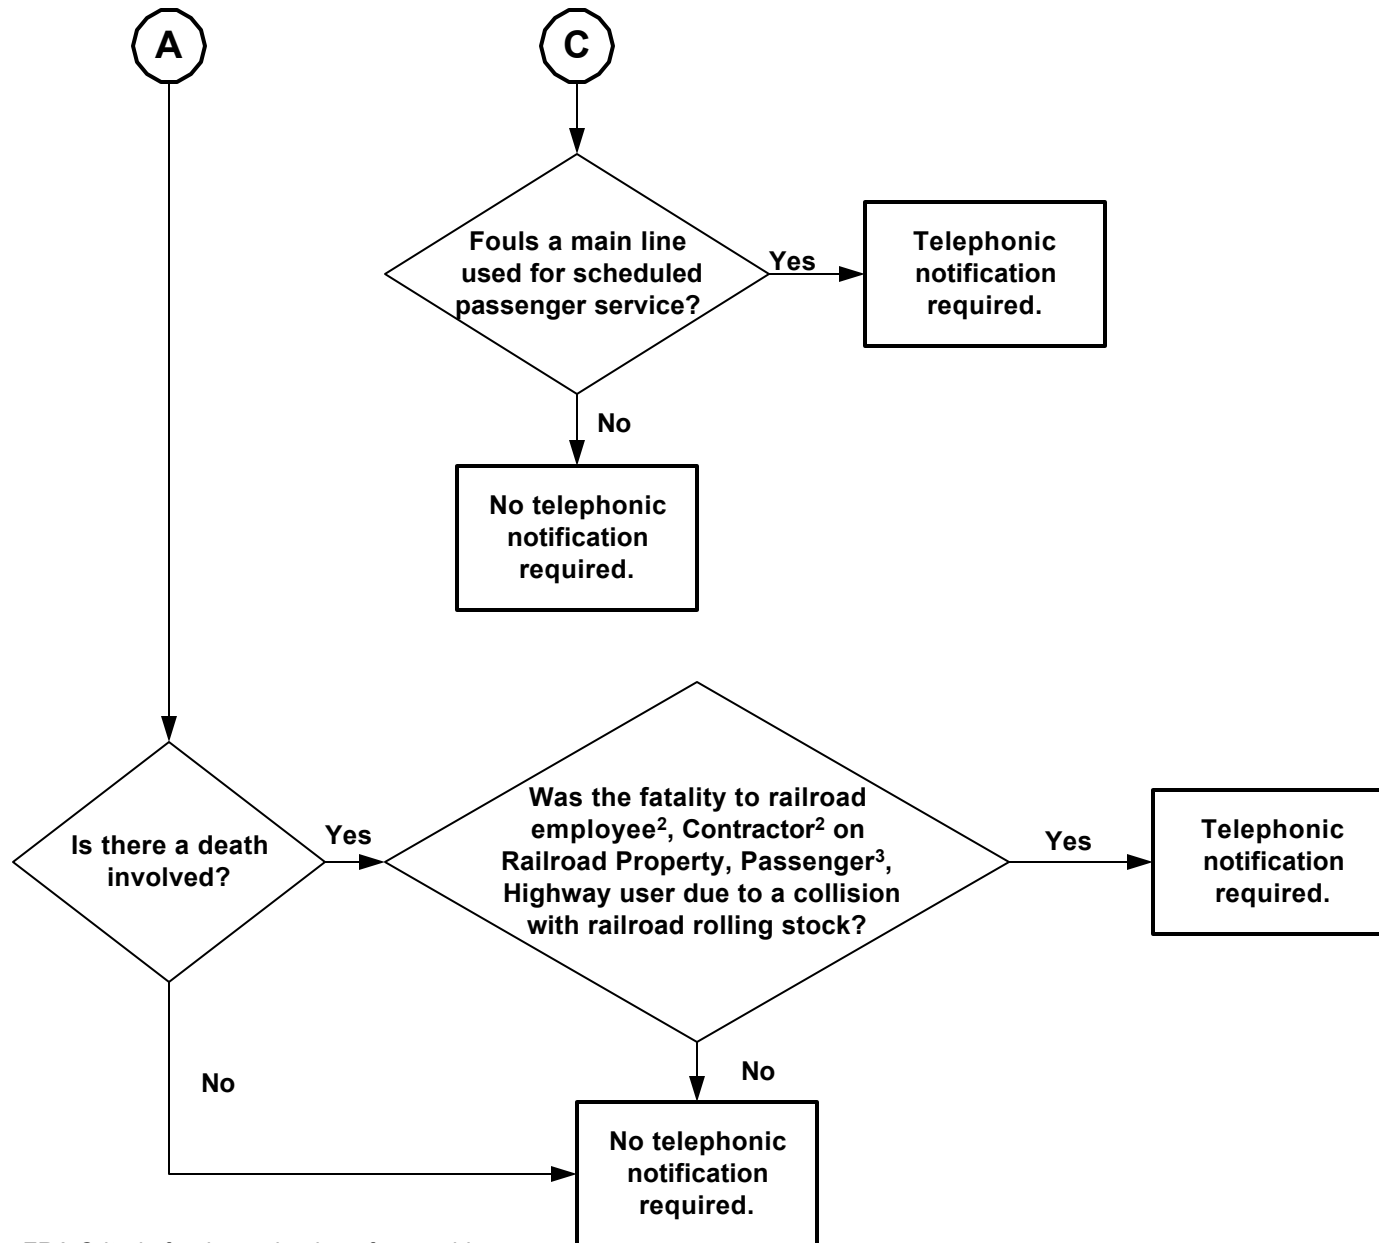 A
C
Fouls a main line
used for scheduled
passenger service?
Yes
Telephonic
notification
required.
No
No telephonic
notification
required.
Is there a death
involved?
Yes
Was the fatality to railroad
employee², Contractor² on
Railroad Property, Passenger³,
Highway user due to a collision
with railroad rolling stock?
Yes
Telephonic
notification
required.
No
No
No telephonic
notification
required.